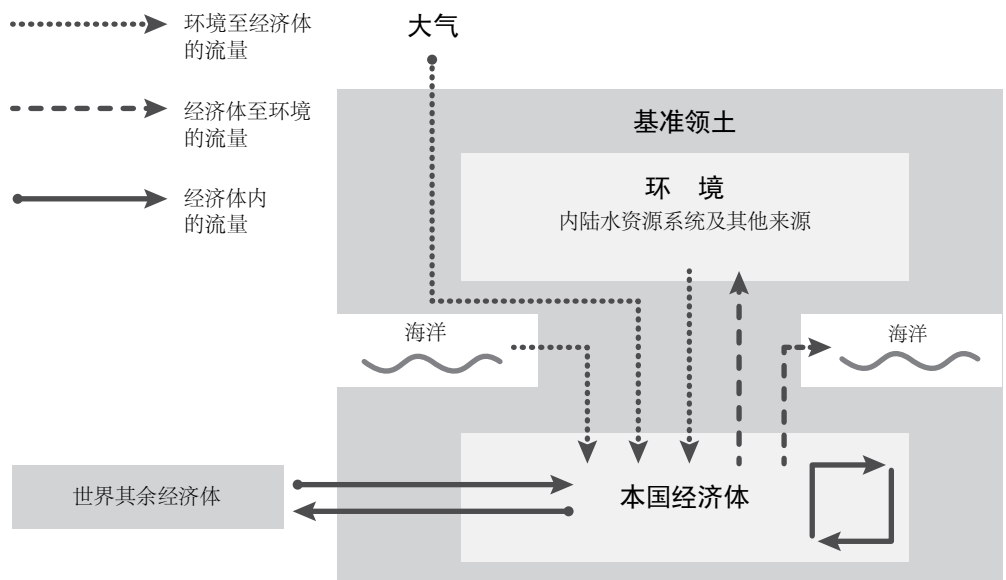 环境至经济体
的流量
经济体至环境
的流量
经济体内
的流量
大气
基准领土
环 境
内陆水资源系统及其他来源
海洋
海洋
世界其余经济体
本国经济体